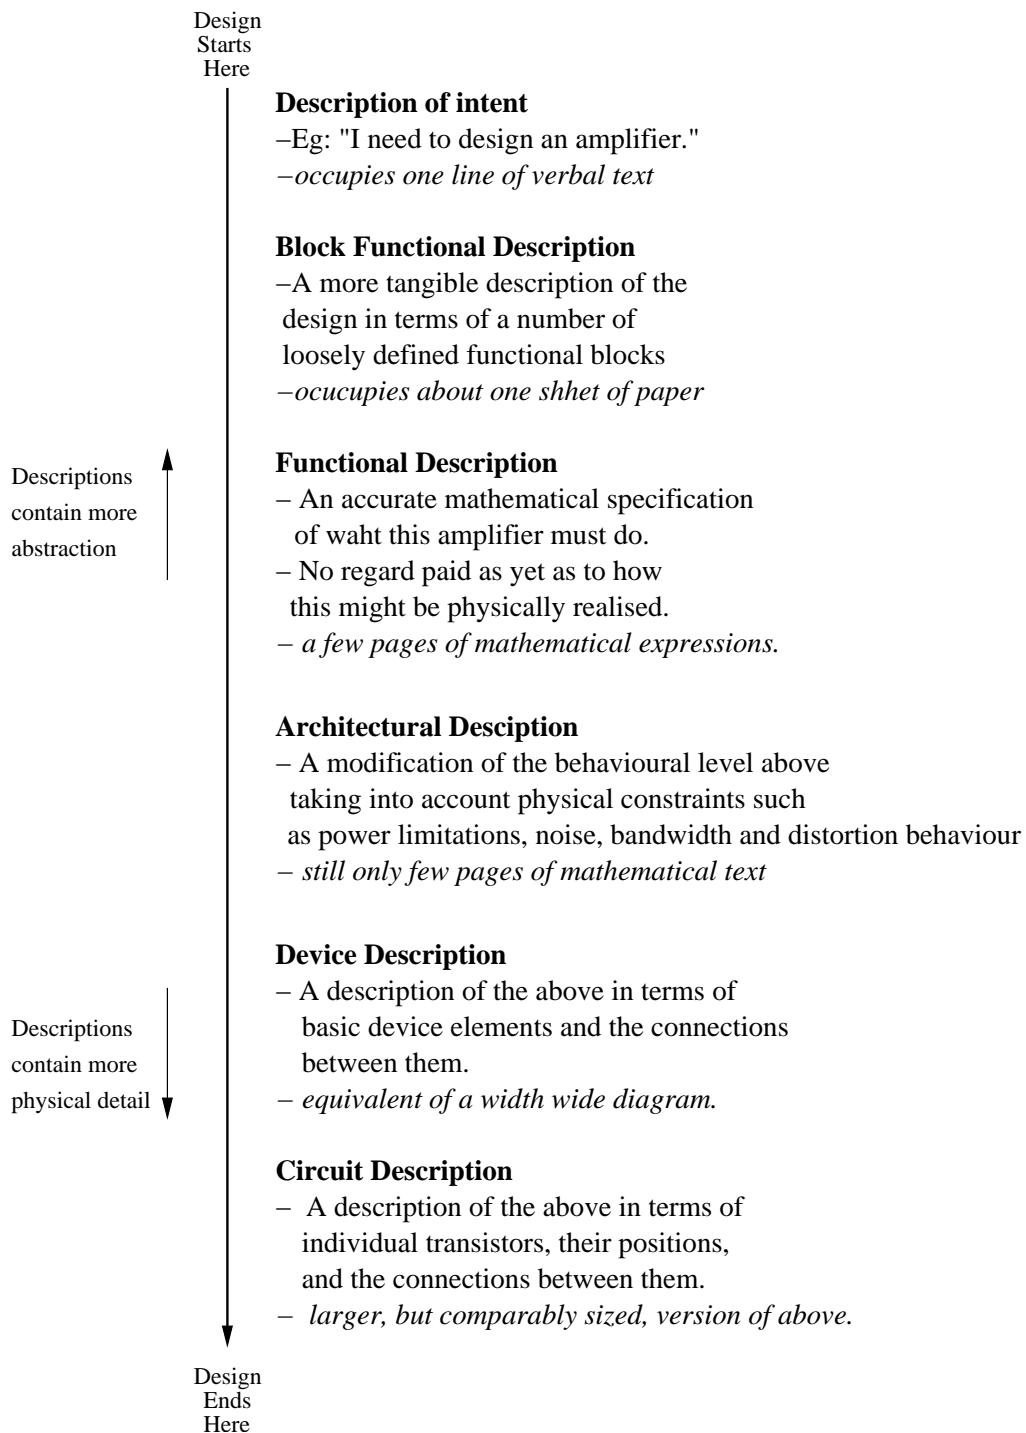 Design
Starts
Here
Description of intent
–Eg: "I need to design an amplifier."
–occupies one line of verbal text
Block Functional Description
–A more tangible description of the
design in terms of a number of
loosely defined functional blocks
–ocucupies about one shhet of paper
Descriptions
contain more
abstraction
Functional Description
– An accurate mathematical specification
of waht this amplifier must do.
– No regard paid as yet as to how
this might be physically realised.
– a few pages of mathematical expressions.
Architectural Desciption
– A modification of the behavioural level above
taking into account physical constraints such
as power limitations, noise, bandwidth and distortion behaviour
– still only few pages of mathematical text
Device Description
– A description of the above in terms of
basic device elements and the connections
between them.
– equivalent of a width wide diagram.
Descriptions
contain more
physical detail
Circuit Description
– A description of the above in terms of
individual transistors, their positions,
and the connections between them.
– larger, but comparably sized, version of above.
Design
Ends
Here